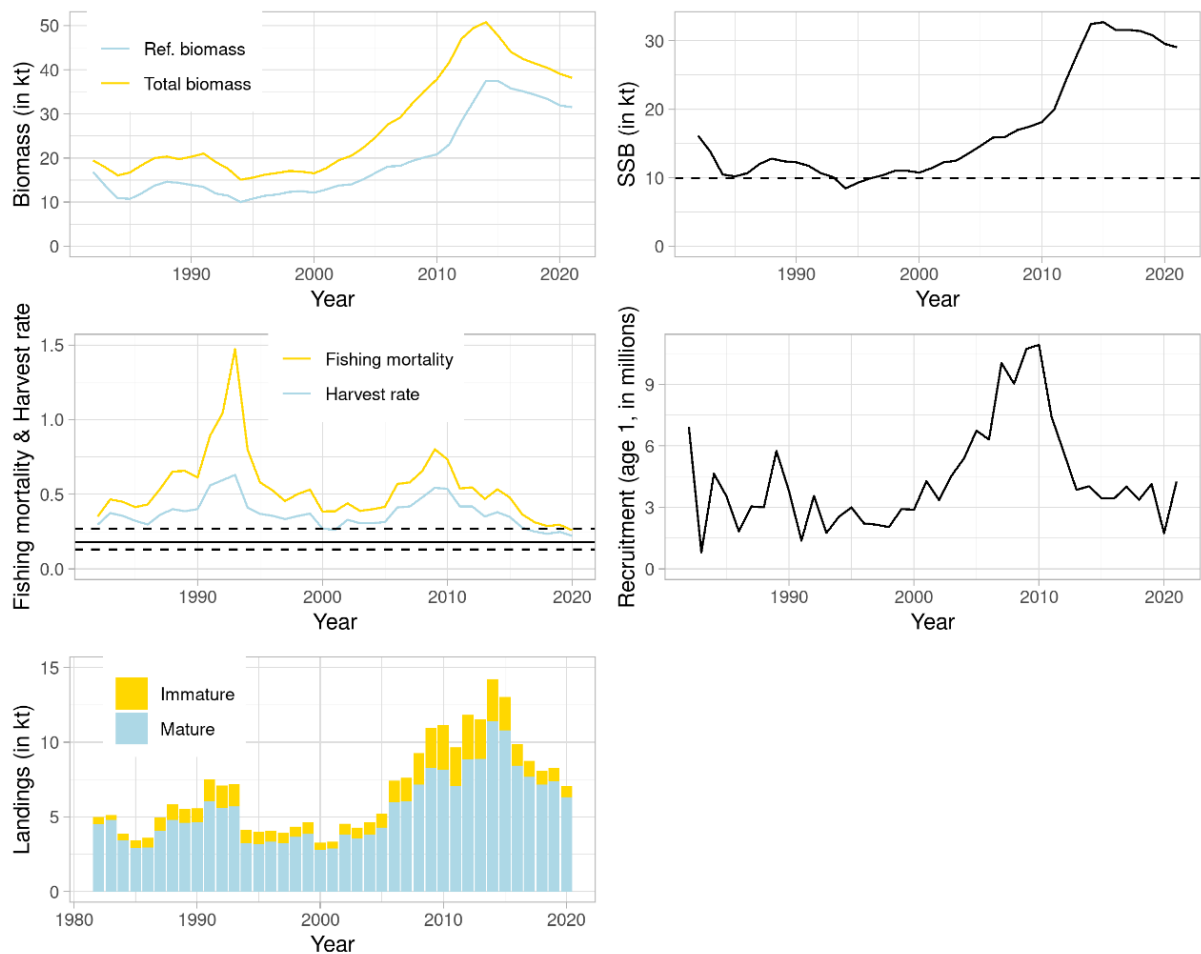 Biomass (in kt)
50
40
30
20
10
0
Ref. biomass
Total biomass
1990 2000 2010 2020
Year
SSB (in kt)
30
20
10
0
1990 2000 2010 2020
Year
Fishing mortality & Harvest rate
1.5
1.0
0.5
0.0
Fishing mortality
Harvest rate
1990 2000 2010 2020
Year
Recruitment (age 1, in millions)
9
6
3
0
1990 2000 2010 2020
Year
Landings (in kt)
15
10
5
0
Immature
Mature
1980 1990 2000 2010 2020
Year